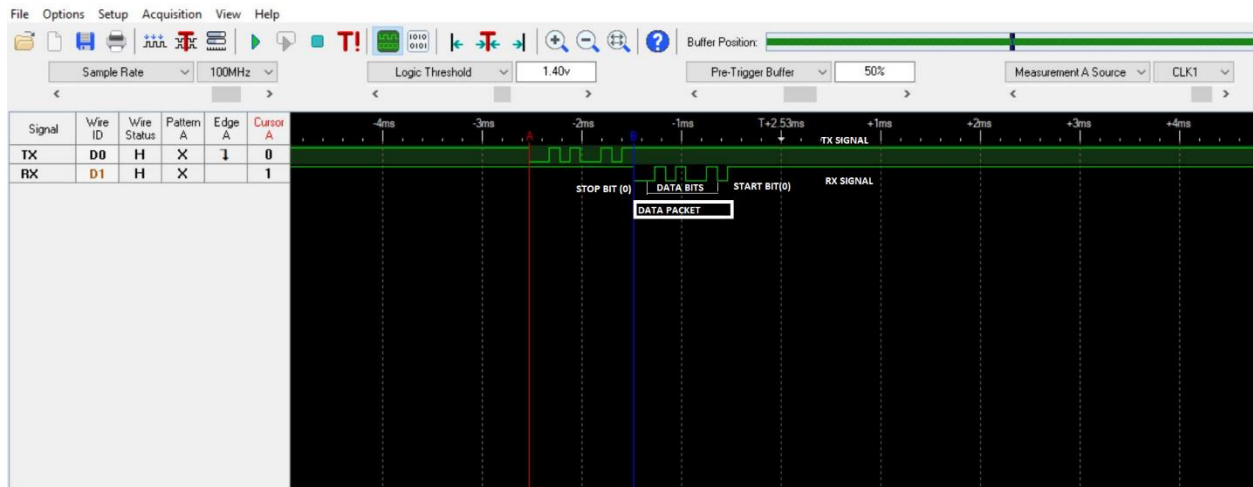 File Options Setup Acquisition View Help
T! 1010 0101 T ? Buffer Position:
Sample Rate 100MHz Logic Threshold 1.40v Pre-Trigger Buffer 50% Measurement A Source CLK1
Signal Wire ID Wire Status Pattern A Edge A Cursor A
-4ms -3ms -2ms -1ms T+2.53ms +1ms +2ms +3ms +4ms
A B TX SIGNAL
TX D0 H X 0
RX D1 H X 1
STOP BIT (0) DATA BITS START BIT(0) RX SIGNAL
DATA PACKET